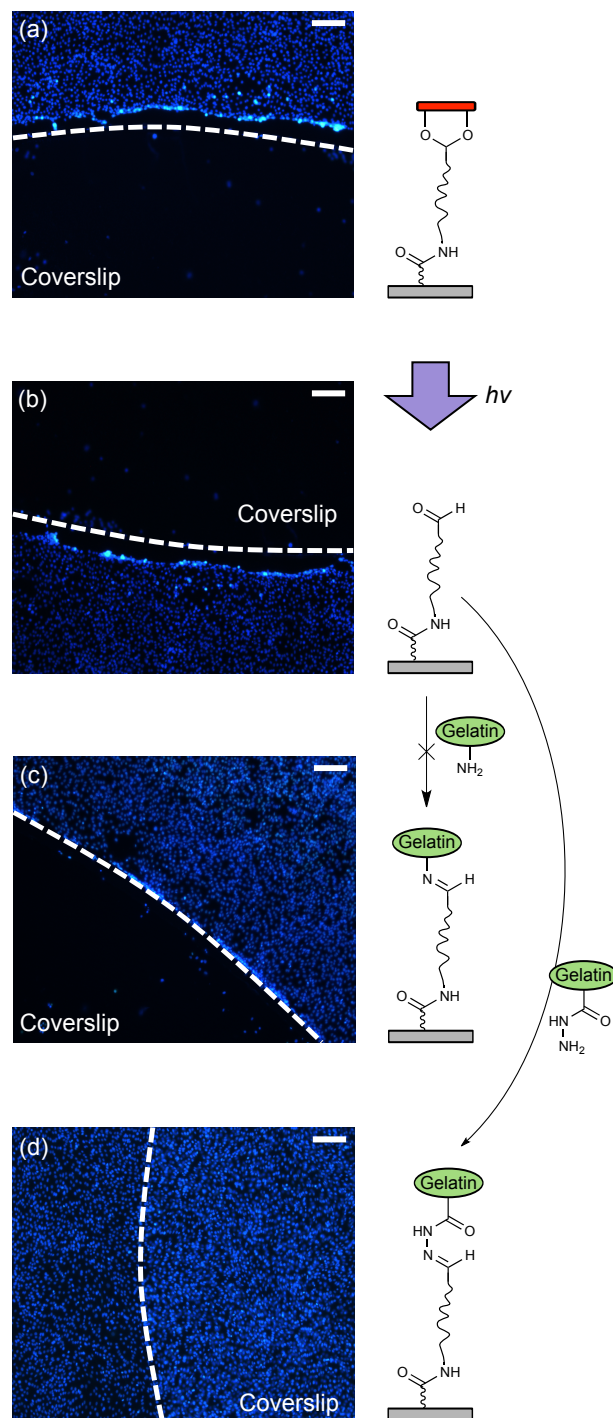 (a)
Coverslip
O
O
O
NH
hν
(b)
Coverslip
O
H
O
NH
Gelatin
NH2
(c)
Coverslip
Gelatin
N
H
O
NH
Gelatin
HN
O
NH2
(d)
Coverslip
Gelatin
HN
O
N
H
O
NH